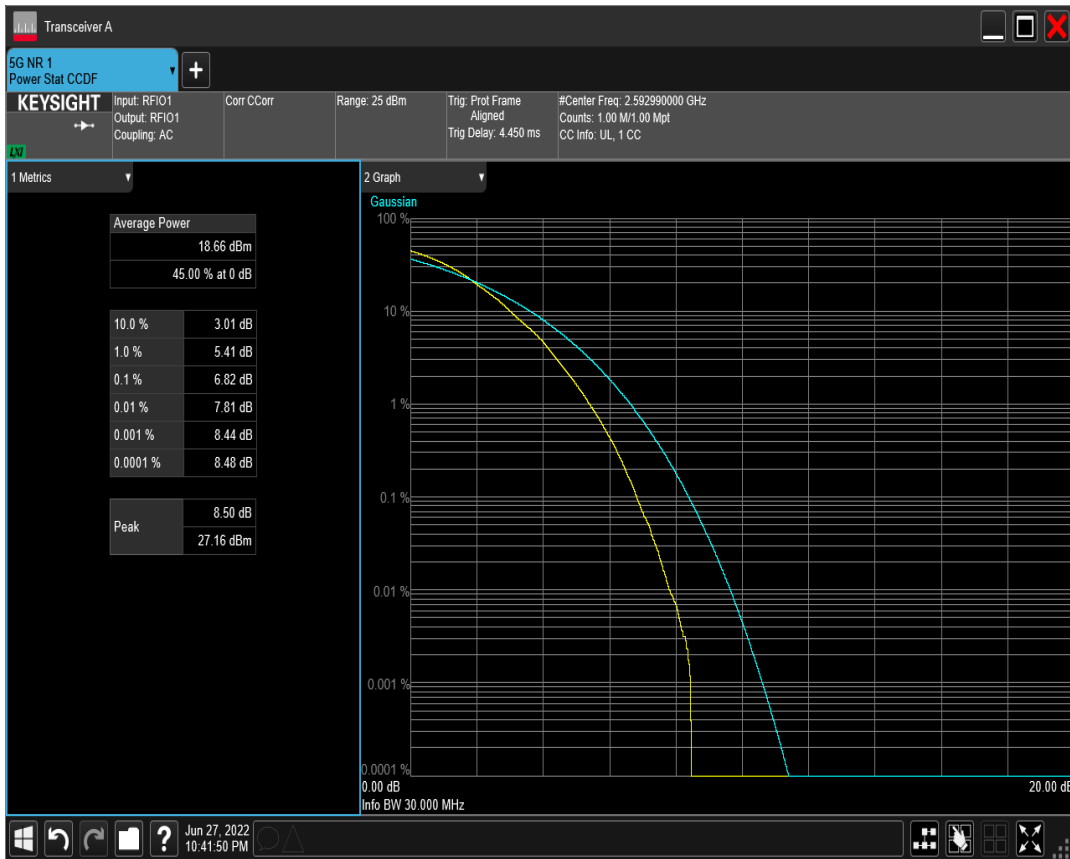 Transceiver A
5G NR 1
Power Stat CCDF
KEYSIGHT
LXI
Input: RFIO1
Output: RFIO1
Coupling: AC
Corr CCorr
Range: 25 dBm
Trig: Prot Frame
Aligned
Trig Delay: 4.450 ms
#Center Freq: 2.592990000 GHz
Counts: 1.00 M/1.00 Mpt
CC Info: UL, 1 CC
1 Metrics
Average Power
18.66 dBm
45.00 % at 0 dB
10.0 % 3.01 dB
1.0 % 5.41 dB
0.1 % 6.82 dB
0.01 % 7.81 dB
0.001 % 8.44 dB
0.0001 % 8.48 dB
Peak 8.50 dB
27.16 dBm
2 Graph
Gaussian
100 %
10 %
1 %
0.1 %
0.01 %
0.001 %
0.0001 %
0.00 dB 20.00 dB
Info BW 30.000 MHz
? Jun 27, 2022
10:41:50 PM